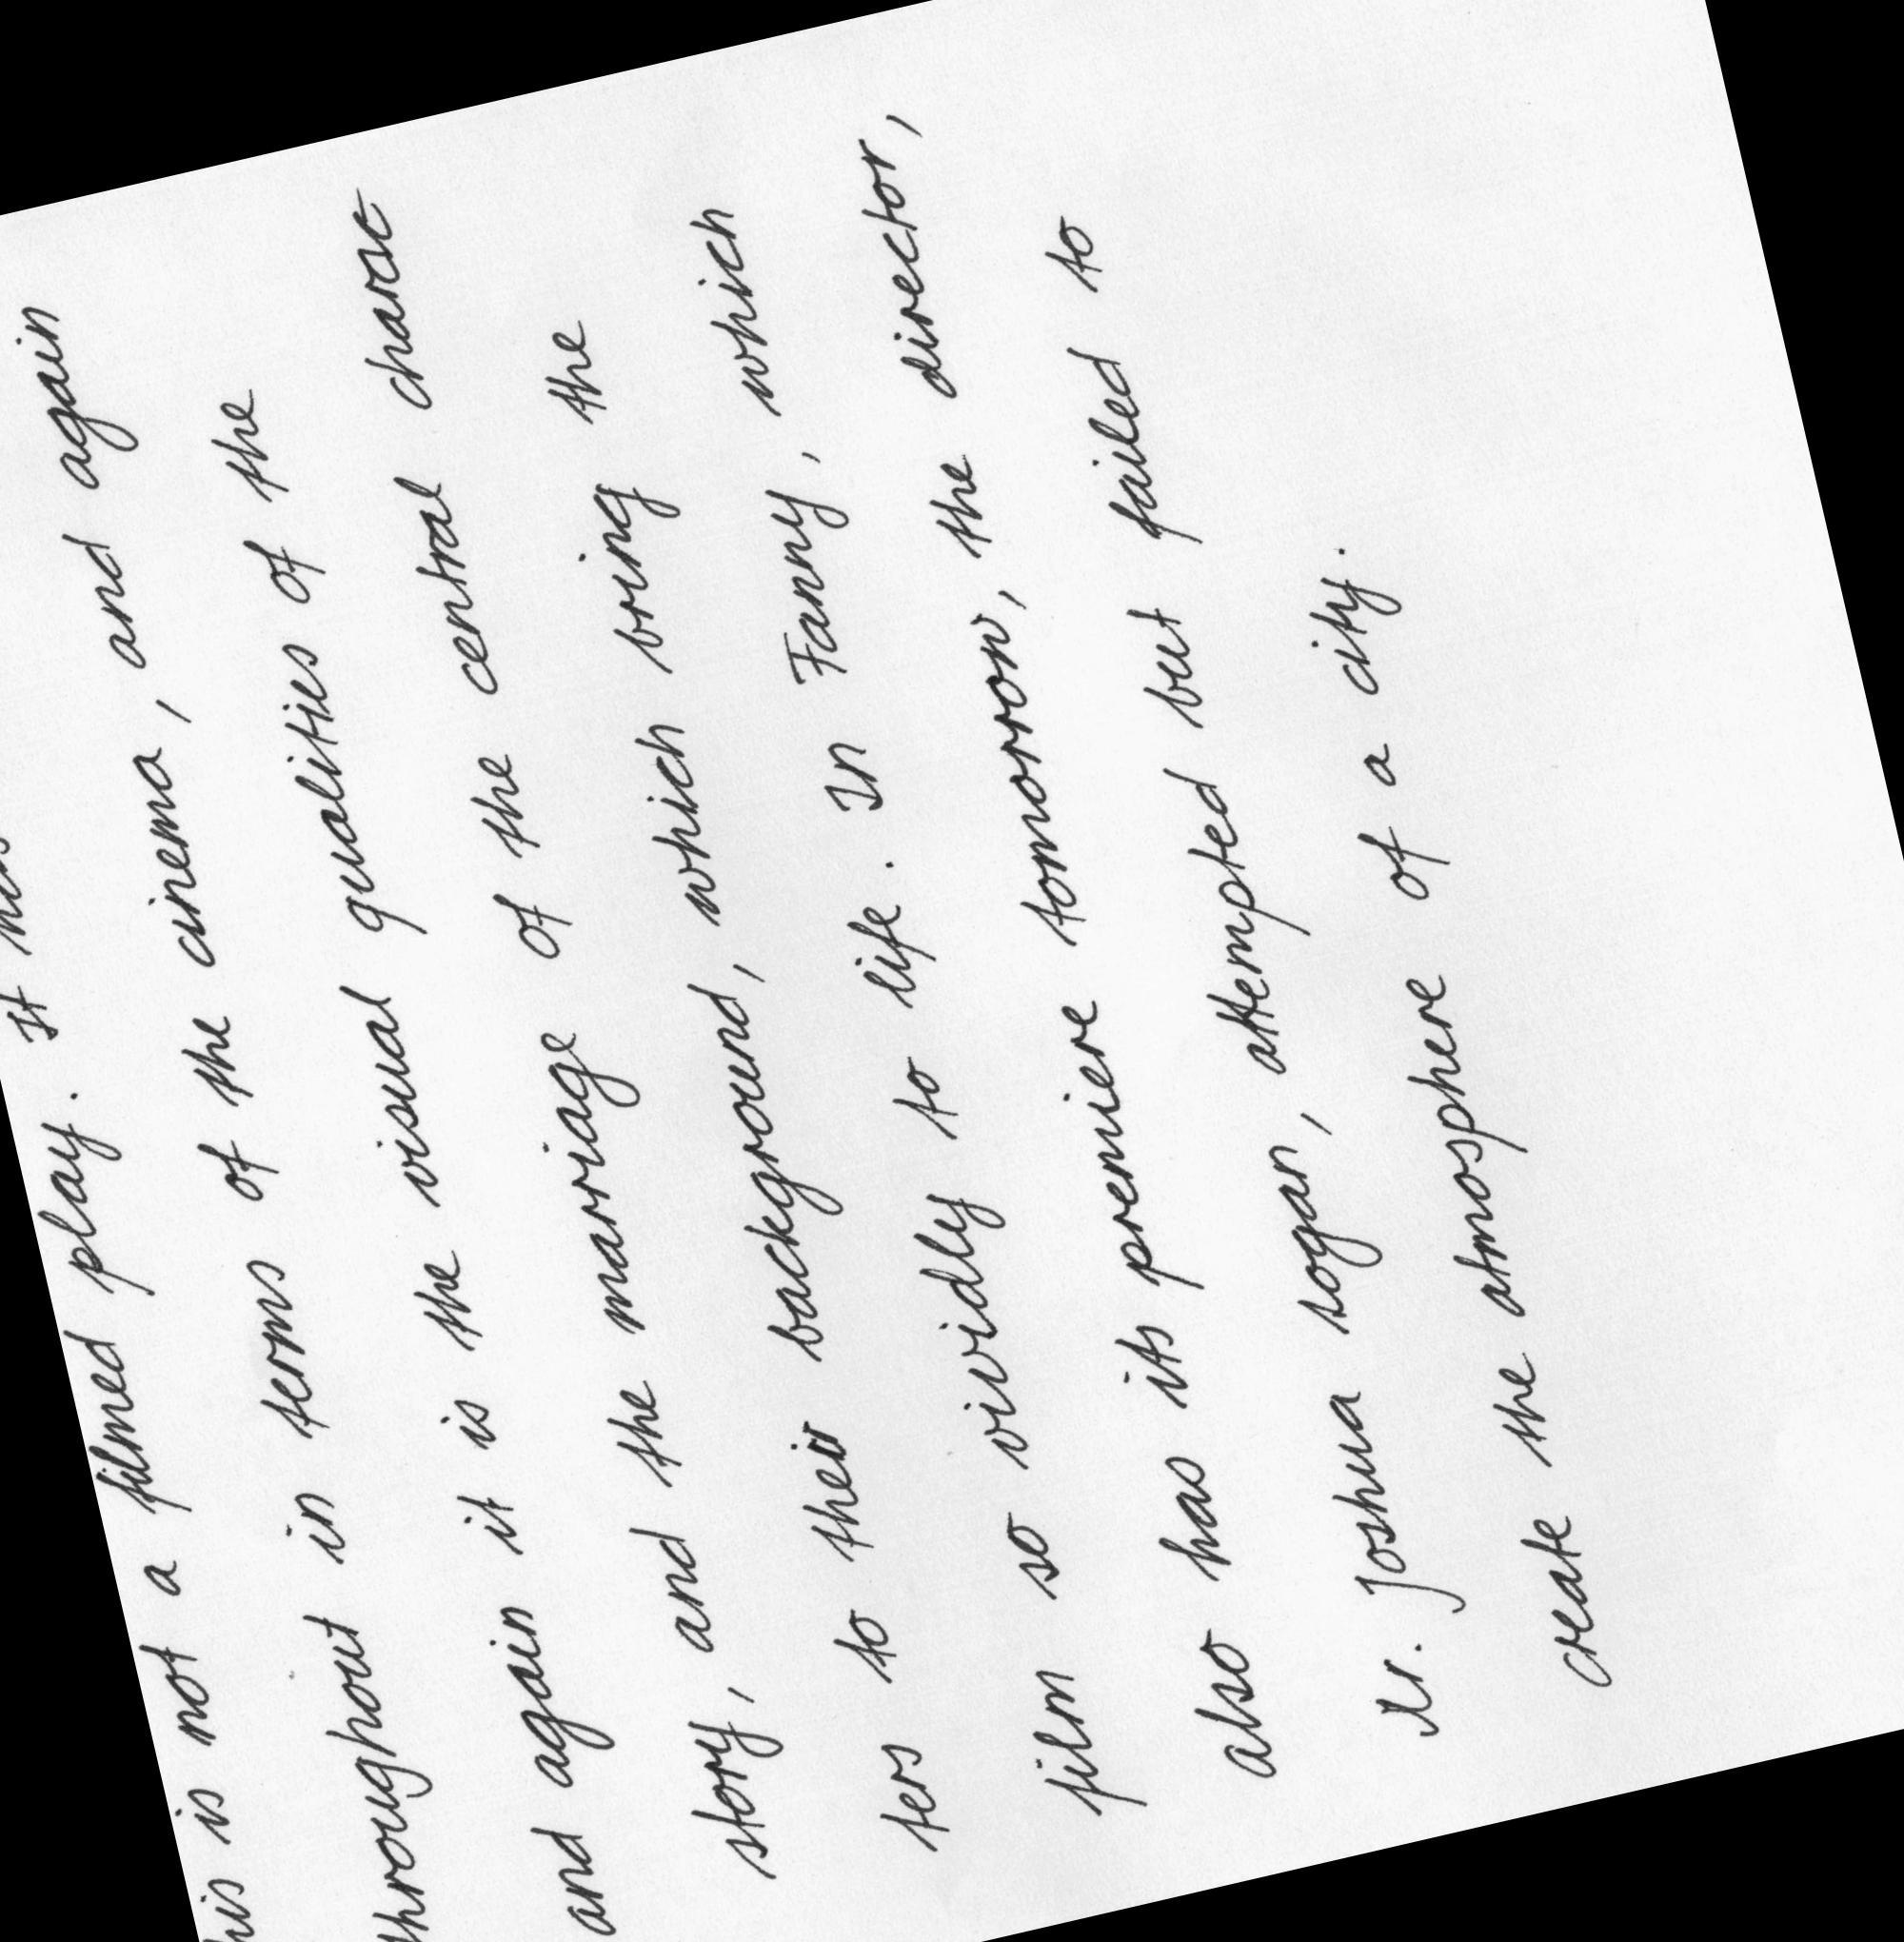 his is not a filmed play. It
throughout in terms of the cinema, and again
and again it is the visual qualities of the
story, and the marriage of the central charac
ters to their background, which bring the
film so vividly to life. In Fanny, which
also has its premiere tomorrow, the director,
Mr. Joshua Logan, attempted but failed to
create the atmosphere of a city.